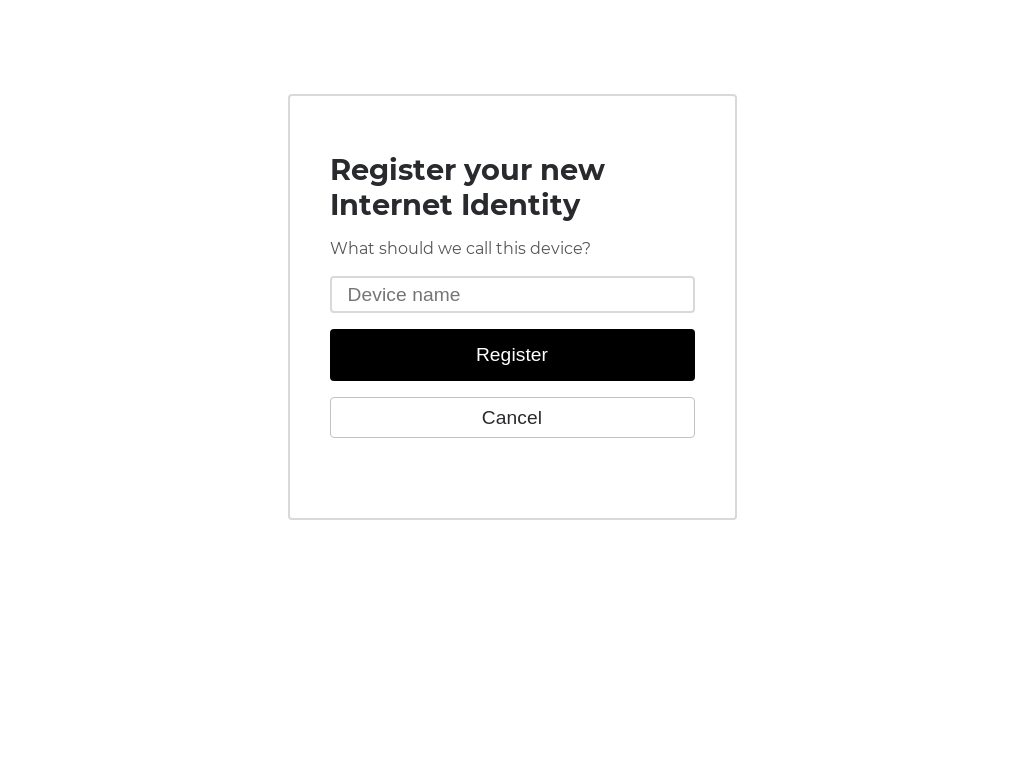 Register your new
Internet Identity
What should we call this device?
Device name
Register
Cancel